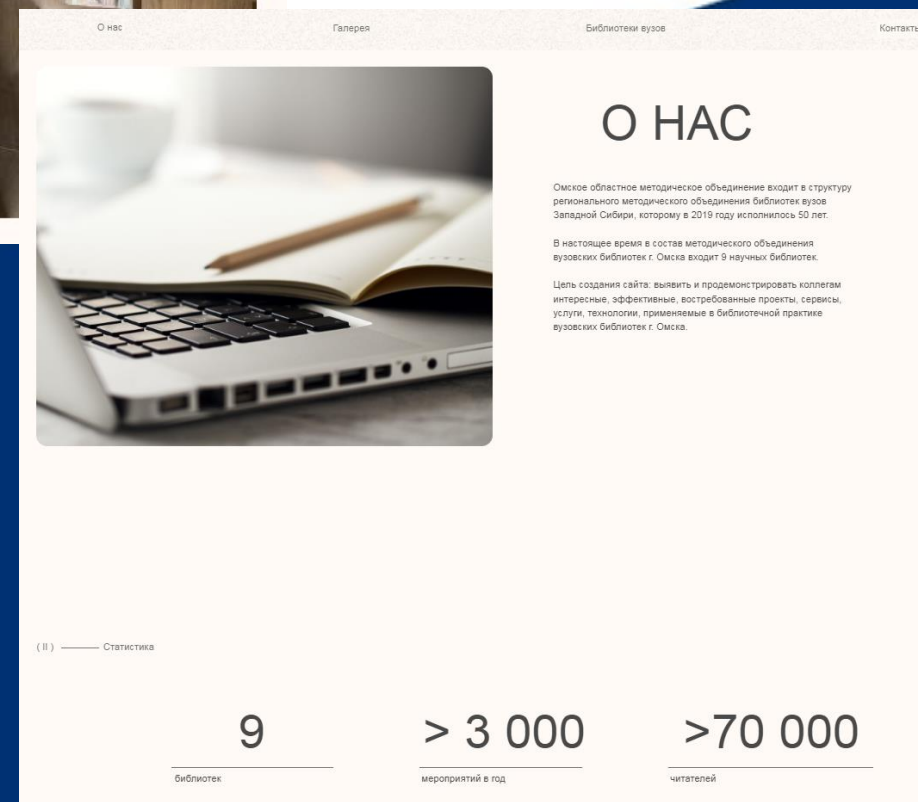 О нас
Галерея
Библиотеки вузов
Контакты
О НАС
Омское областное методическое объединение входит в структуру
регионального методического объединения библиотек вузов
Западной Сибири, которому в 2019 году исполнилось 50 лет.
В настоящее время в состав методического объединения
вузовских библиотек г. Омска входит 9 научных библиотек.
Цель создания сайта: выявить и продемонстрировать коллегам
интересные, эффективные, востребованные проекты, сервисы,
услуги, технологии, применяемые в библиотечной практике
вузовских библиотек г. Омска.
( II ) ——— Статистика
9
> 3 000
>70 000
библиотек
мероприятий в год
читателей